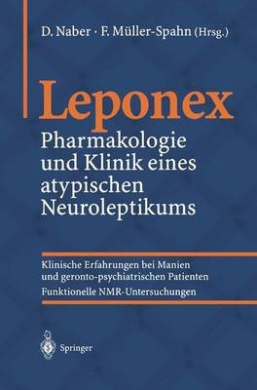 D. Naber · F. Müller-Spahn (Hrsg.)
Leponex
Pharmakologie
und Klinik eines
atypischen
Neuroleptikums
Klinische Erfahrungen bei Manien
und geronto-psychiatrischen Patienten
Funktionelle NMR-Untersuchungen
Springer